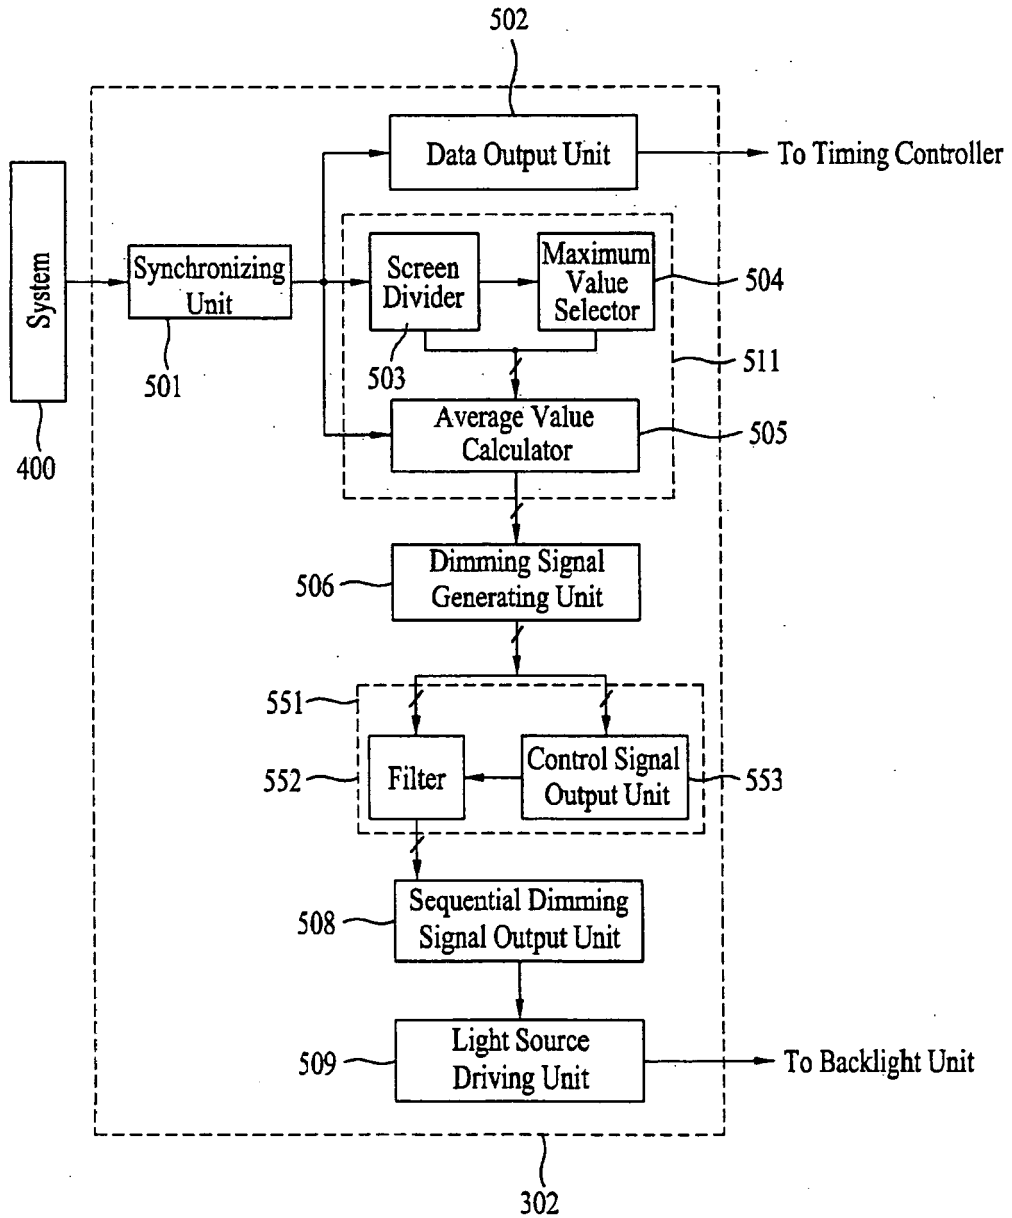 502
Data Output Unit
To Timing Controller
System
Synchronizing
Unit
Screen
Divider
Maximum
Value
Selector
504
501
503
511
400
Average Value
Calculator
505
506
Dimming Signal
Generating Unit
551
552
Filter
Control Signal
Output Unit
553
508
Sequential Dimming
Signal Output Unit
509
Light Source
Driving Unit
To Backlight Unit
302